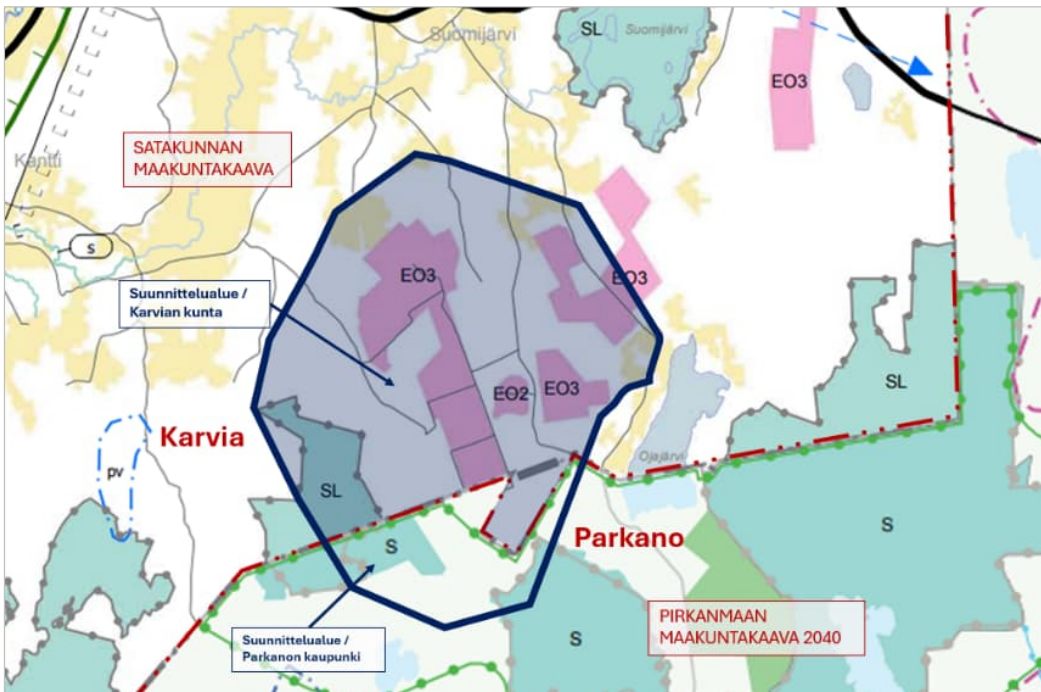 Suomijärvi
SL
Suomijärvi
EO3
SATAKUNNAN
MAAKUNTAKAAVA
Kantti
s
EO3
EO3
Suunnittelualue /
Karvian kunta
EO2
EO3
SL
Karvia
Ojajärvi
pv
SL
S
Parkano
S
S
PIRKANMAAN
MAAKUNTAKAAVA 2040
Suunnittelualue /
Parkanon kaupunki